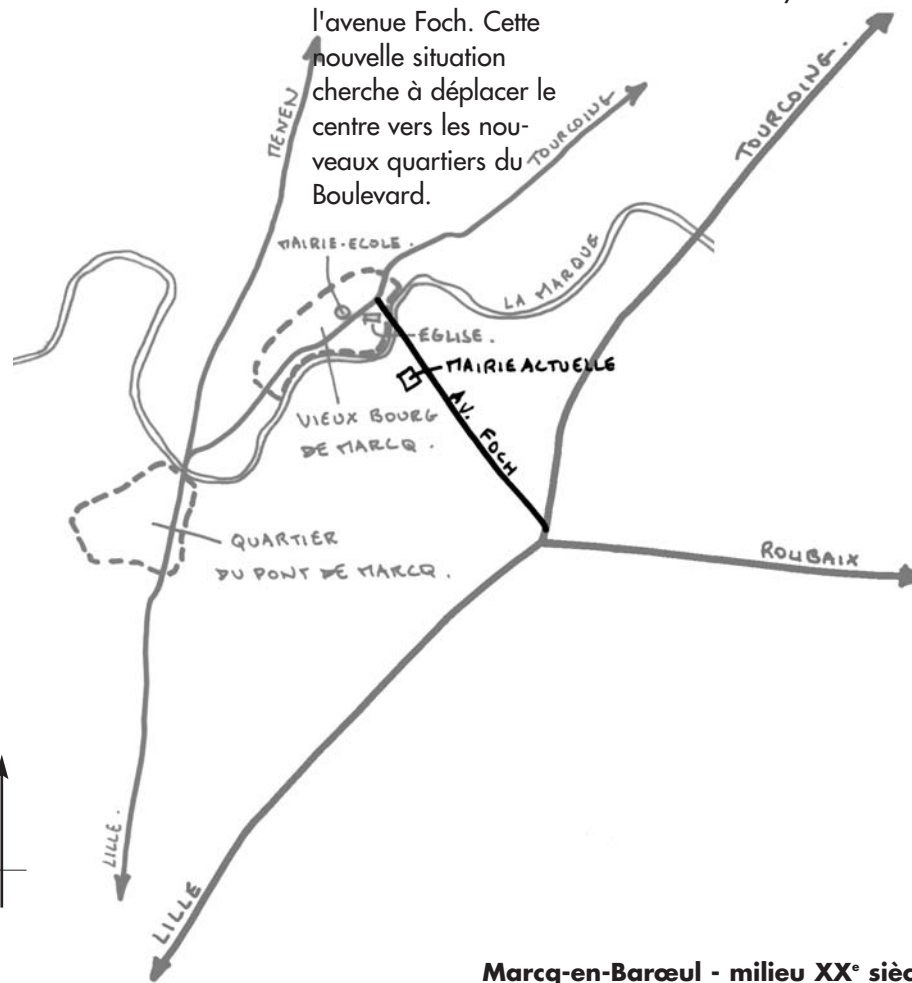 l'avenue Foch. Cette
nouvelle situation
cherche à déplacer le
centre vers les nou-
veaux quartiers du
Boulevard.
MENEN
TOURCOING
TOURCOING.
MAIRIE-ECOLE.
LA MARQUE
EGLISE.
MAIRIE ACTUELLE
VIEUX BOURG
DE MARCQ.
AV. FOCH
QUARTIER
DU PONT DE MARCQ.
ROUBAIX
LILLE.
LILLE
Marcq-en-Barœul - milieu XXᵉ sièc